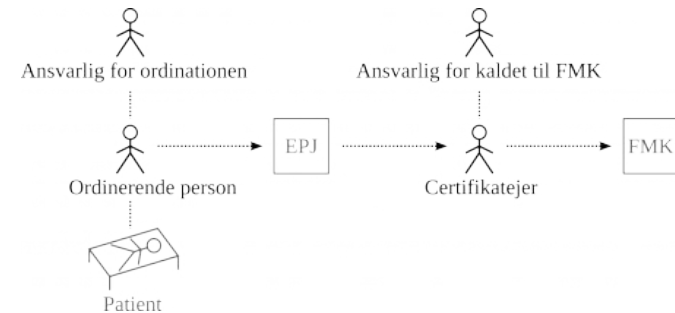 Ansvarlig for ordinationen
Ansvarlig for kaldet til FMK
EPJ
FMK
Ordinerende person
Certifikatejer
Patient